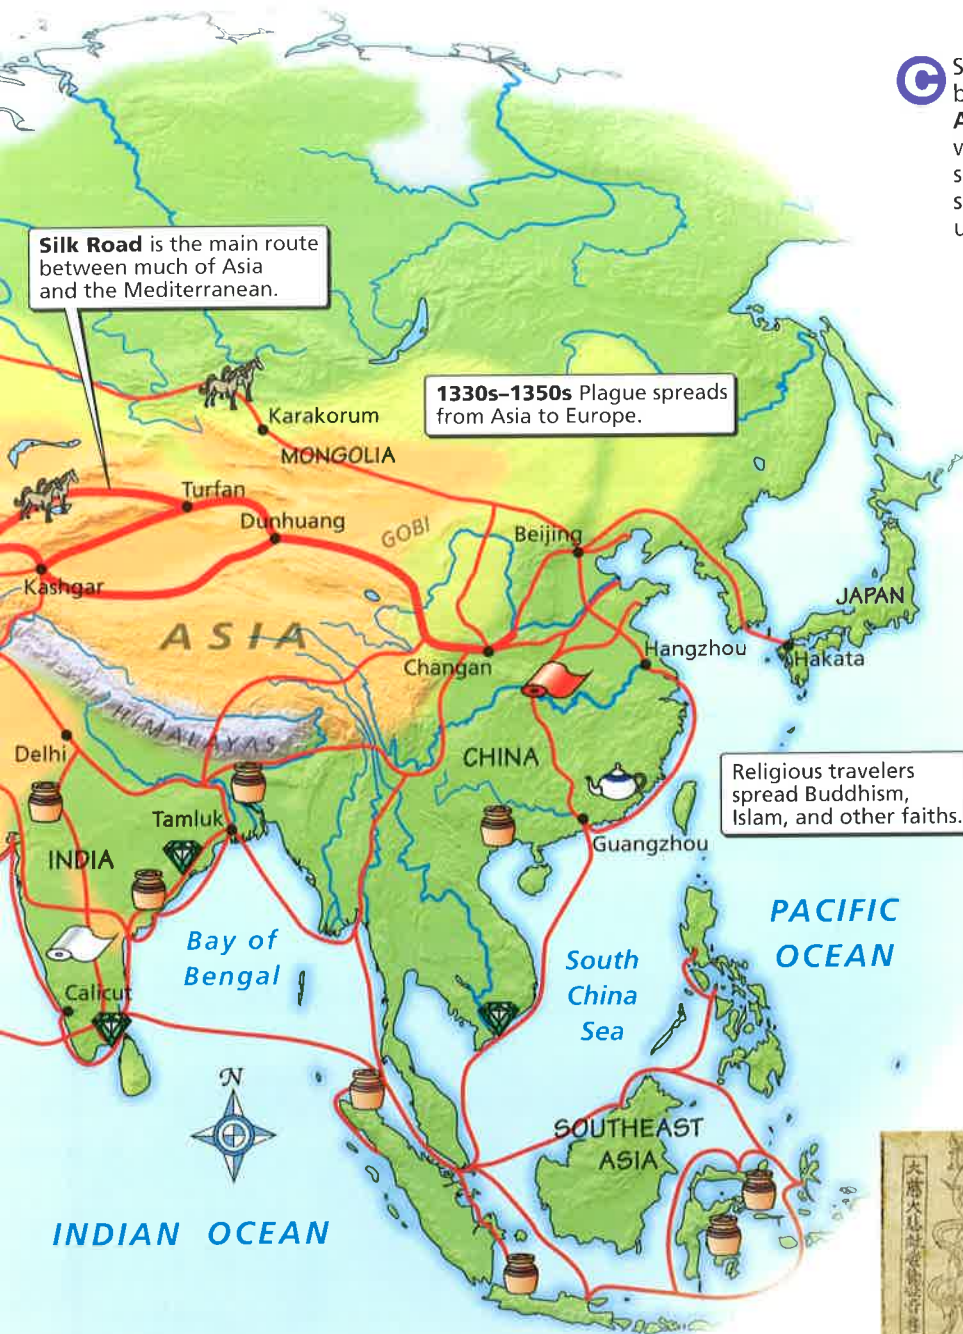 C
Silk Road is the main route
between much of Asia
and the Mediterranean.
1330s–1350s Plague spreads
from Asia to Europe.
Karakorum
MONGOLIA
Turfan
Dunhuang
GOBI
Beijing
Kashgar
JAPAN
ASIA
Hangzhou
Hakata
Changan
HIMALAYAS
Delhi
CHINA
Religious travelers
spread Buddhism,
Islam, and other faiths.
Tamluk
Guangzhou
INDIA
PACIFIC
OCEAN
Bay of
Bengal
South
China
Sea
Calicut
N
SOUTHEAST
ASIA
INDIAN OCEAN